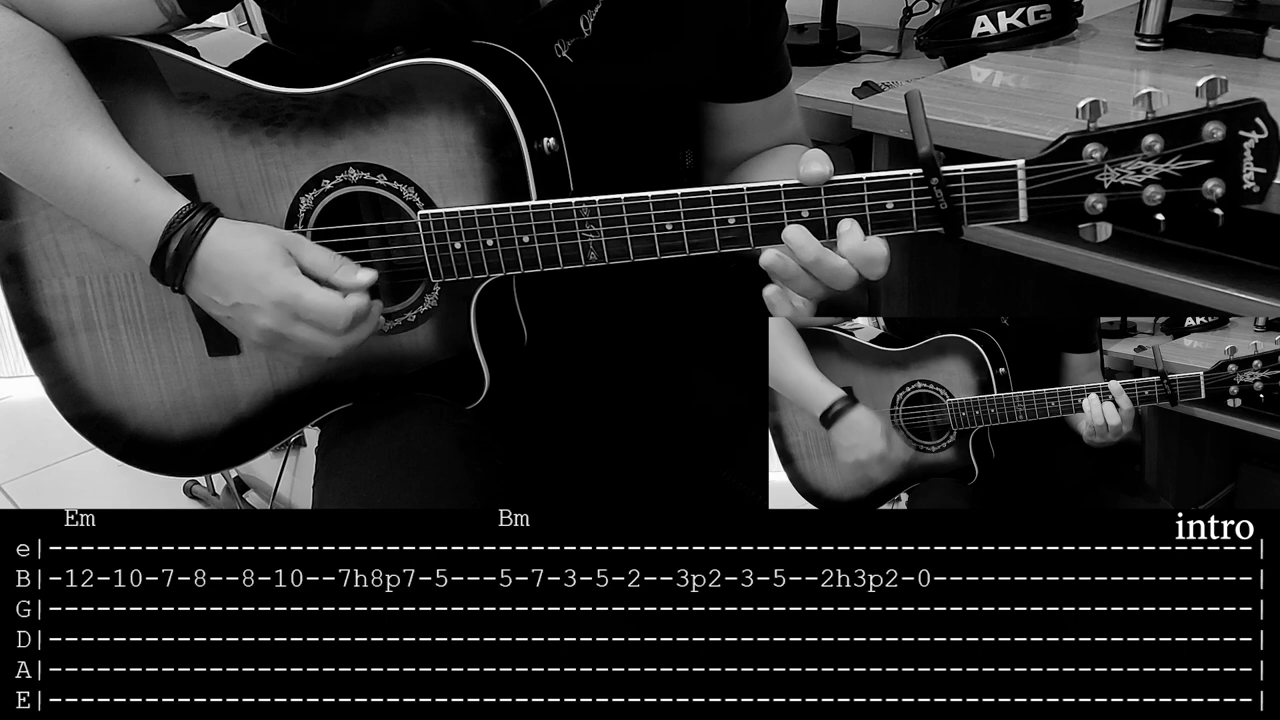 AKG
Fender
G7th
Em Bm
intro
e|---------------------------------------------------------------------------|
B|-12-10-7-8--8-10--7h8p7-5---5-7-3-5-2--3p2-3-5--2h3p2-0--------------------|
G|---------------------------------------------------------------------------|
D|---------------------------------------------------------------------------|
A|---------------------------------------------------------------------------|
E|---------------------------------------------------------------------------|